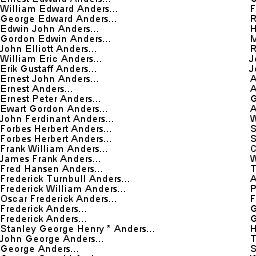 William Edward Anders... F
George Edward Anders... R
Edwin John Anders... H
Gordon Edwin Anders... M
John Elliott Anders... R
William Eric Anders... Jo
Erik Gustaff Anders... Jo
Ernest John Anders... A
Ernest Anders... A
Ernest Peter Anders... G
Ewart Gordon Anders... A
John Ferdinant Anders... W
Forbes Herbert Anders... S
Forbes Herbert Anders... S
Frank William Anders... C
James Frank Anders... W
Fred Hansen Anders... T
Frederick Turnbull Anders... A
Frederick William Anders... P
Oscar Frederick Anders... F
Frederick Anders... G
Frederick Anders... G
Stanley George Henry * Anders... H
John George Anders... T
George Anders... S